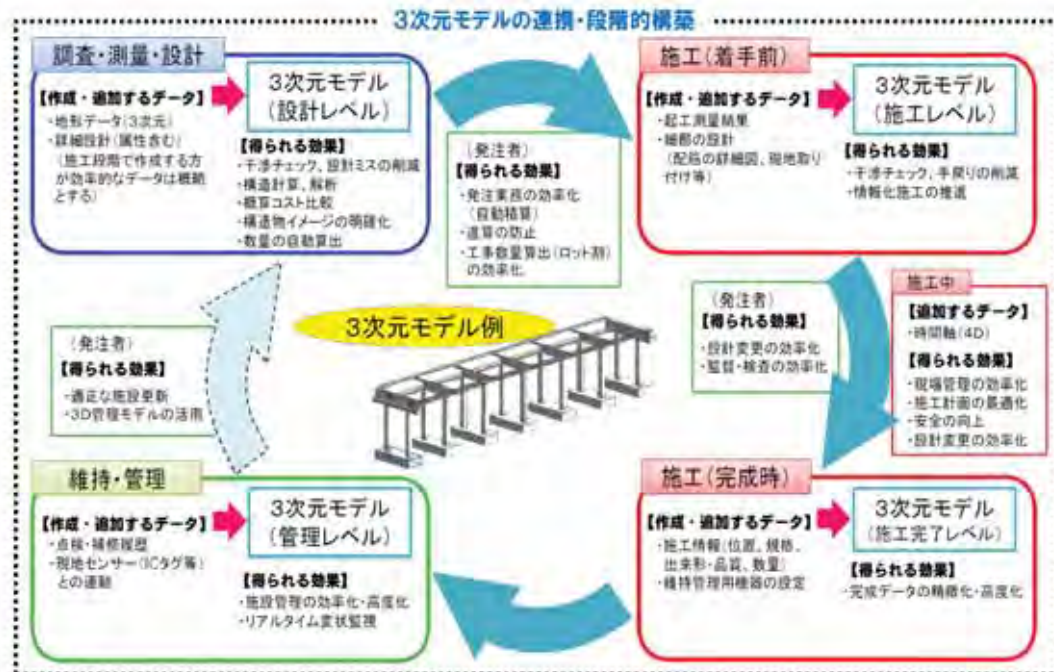 3次元モデルの連携・段階的構築
調査・測量・設計
【作成・追加するデータ】
・地形データ(3次元)
・詳細設計(属性含む)
(施工段階で作成する方
が効率的なデータは概略
とする)
3次元モデル
(設計レベル)
【得られる効果】
・干渉チェック、設計ミスの削減
・構造計算、解析
・概算コスト比較
・構造物イメージの明確化
・数量の自動算出
(発注者)
【得られる効果】
・発注業務の効率化
(自動積算)
・違算の防止
・工事数量算出(ロット割)
の効率化
施工(着手前)
【作成・追加するデータ】
・起工測量結果
・細部の設計
(配筋の詳細図、現地取り
付け等)
3次元モデル
(施工レベル)
【得られる効果】
・干渉チェック、手戻りの削減
・情報化施工の推進
(発注者)
【得られる効果】
・設計変更の効率化
・監督・検査の効率化
施工中
【追加するデータ】
・時間軸(4D)
【得られる効果】
・現場管理の効率化
・施工計画の最適化
・安全の向上
・設計変更の効率化
3次元モデル例
(発注者)
【得られる効果】
・適正な施設更新
・3D管理モデルの活用
維持・管理
【作成・追加するデータ】
・点検・補修履歴
・現地センサー(ICタグ等)
との連動
3次元モデル
(管理レベル)
【得られる効果】
・施設管理の効率化・高度化
・リアルタイム変状監視
施工(完成時)
【作成・追加するデータ】
・施工情報(位置、規格、
出来形・品質、数量)
・維持管理用機器の設定
3次元モデル
(施工完了レベル)
【得られる効果】
・完成データの精緻化・高度化